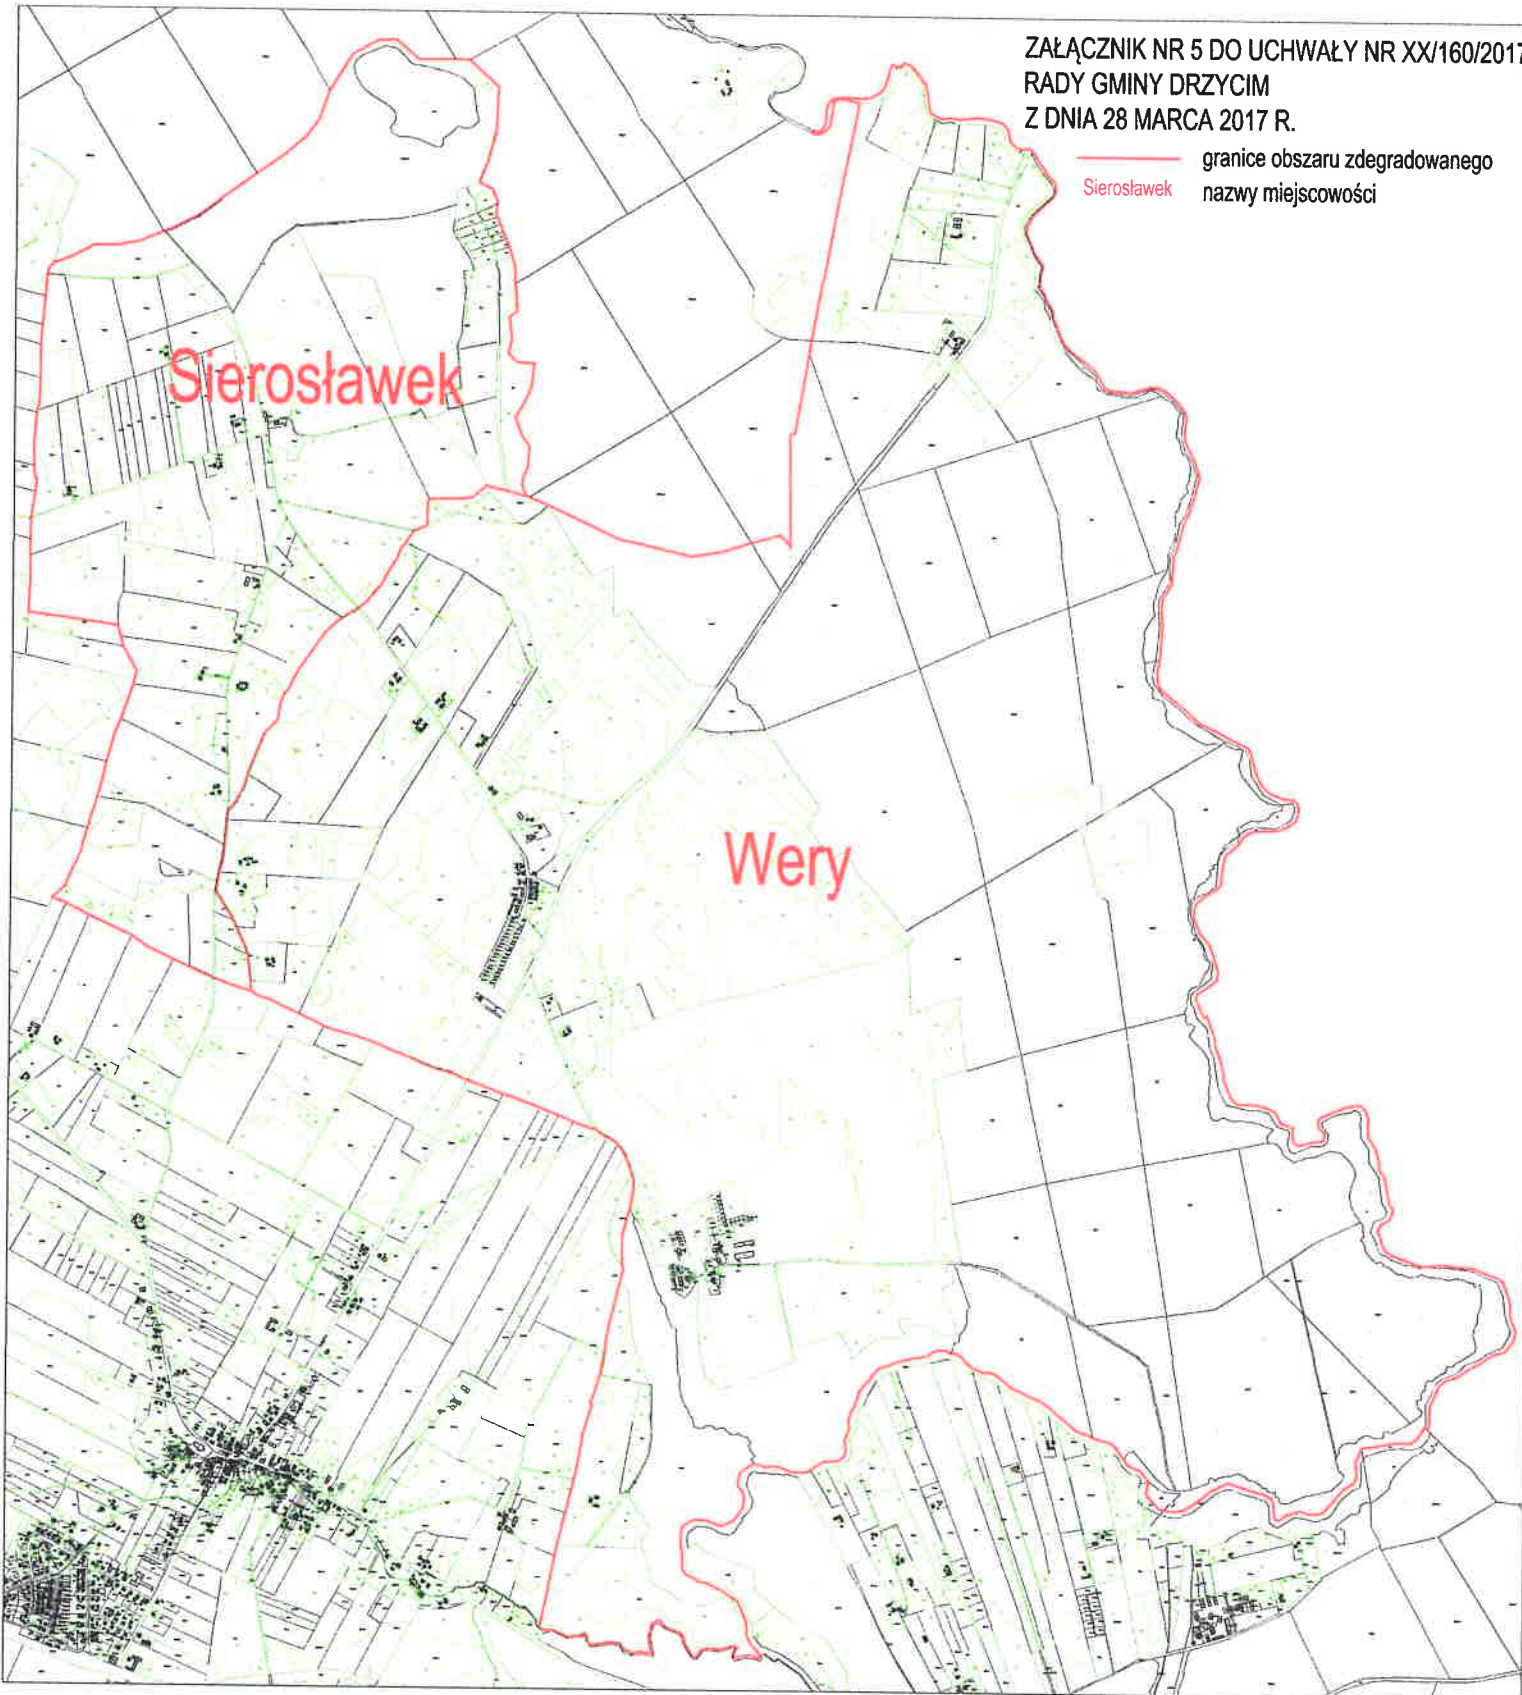 ZAŁĄCZNIK NR 5 DO UCHWAŁY NR XX/160/2017
RADY GMINY DRZYCIM
Z DNIA 28 MARCA 2017 R.
granice obszaru zdegradowanego
Sierosławek nazwy miejscowości
Sierosławek
Wery